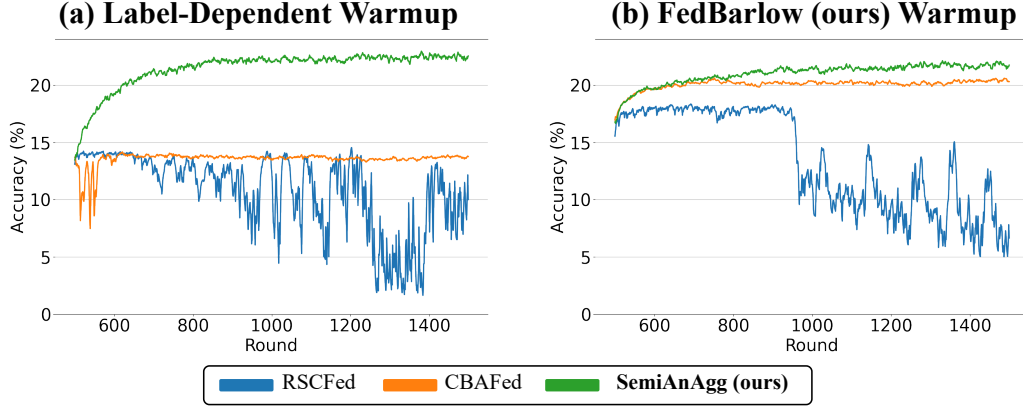 (a) Label-Dependent Warmup
(b) FedBarlow (ours) Warmup
Accuracy (%)
20
15
10
5
0
600 800 1000 1200 1400
Round
Accuracy (%)
20
15
10
5
0
600 800 1000 1200 1400
Round
RSCFed CBAFed SemiAnAgg (ours)